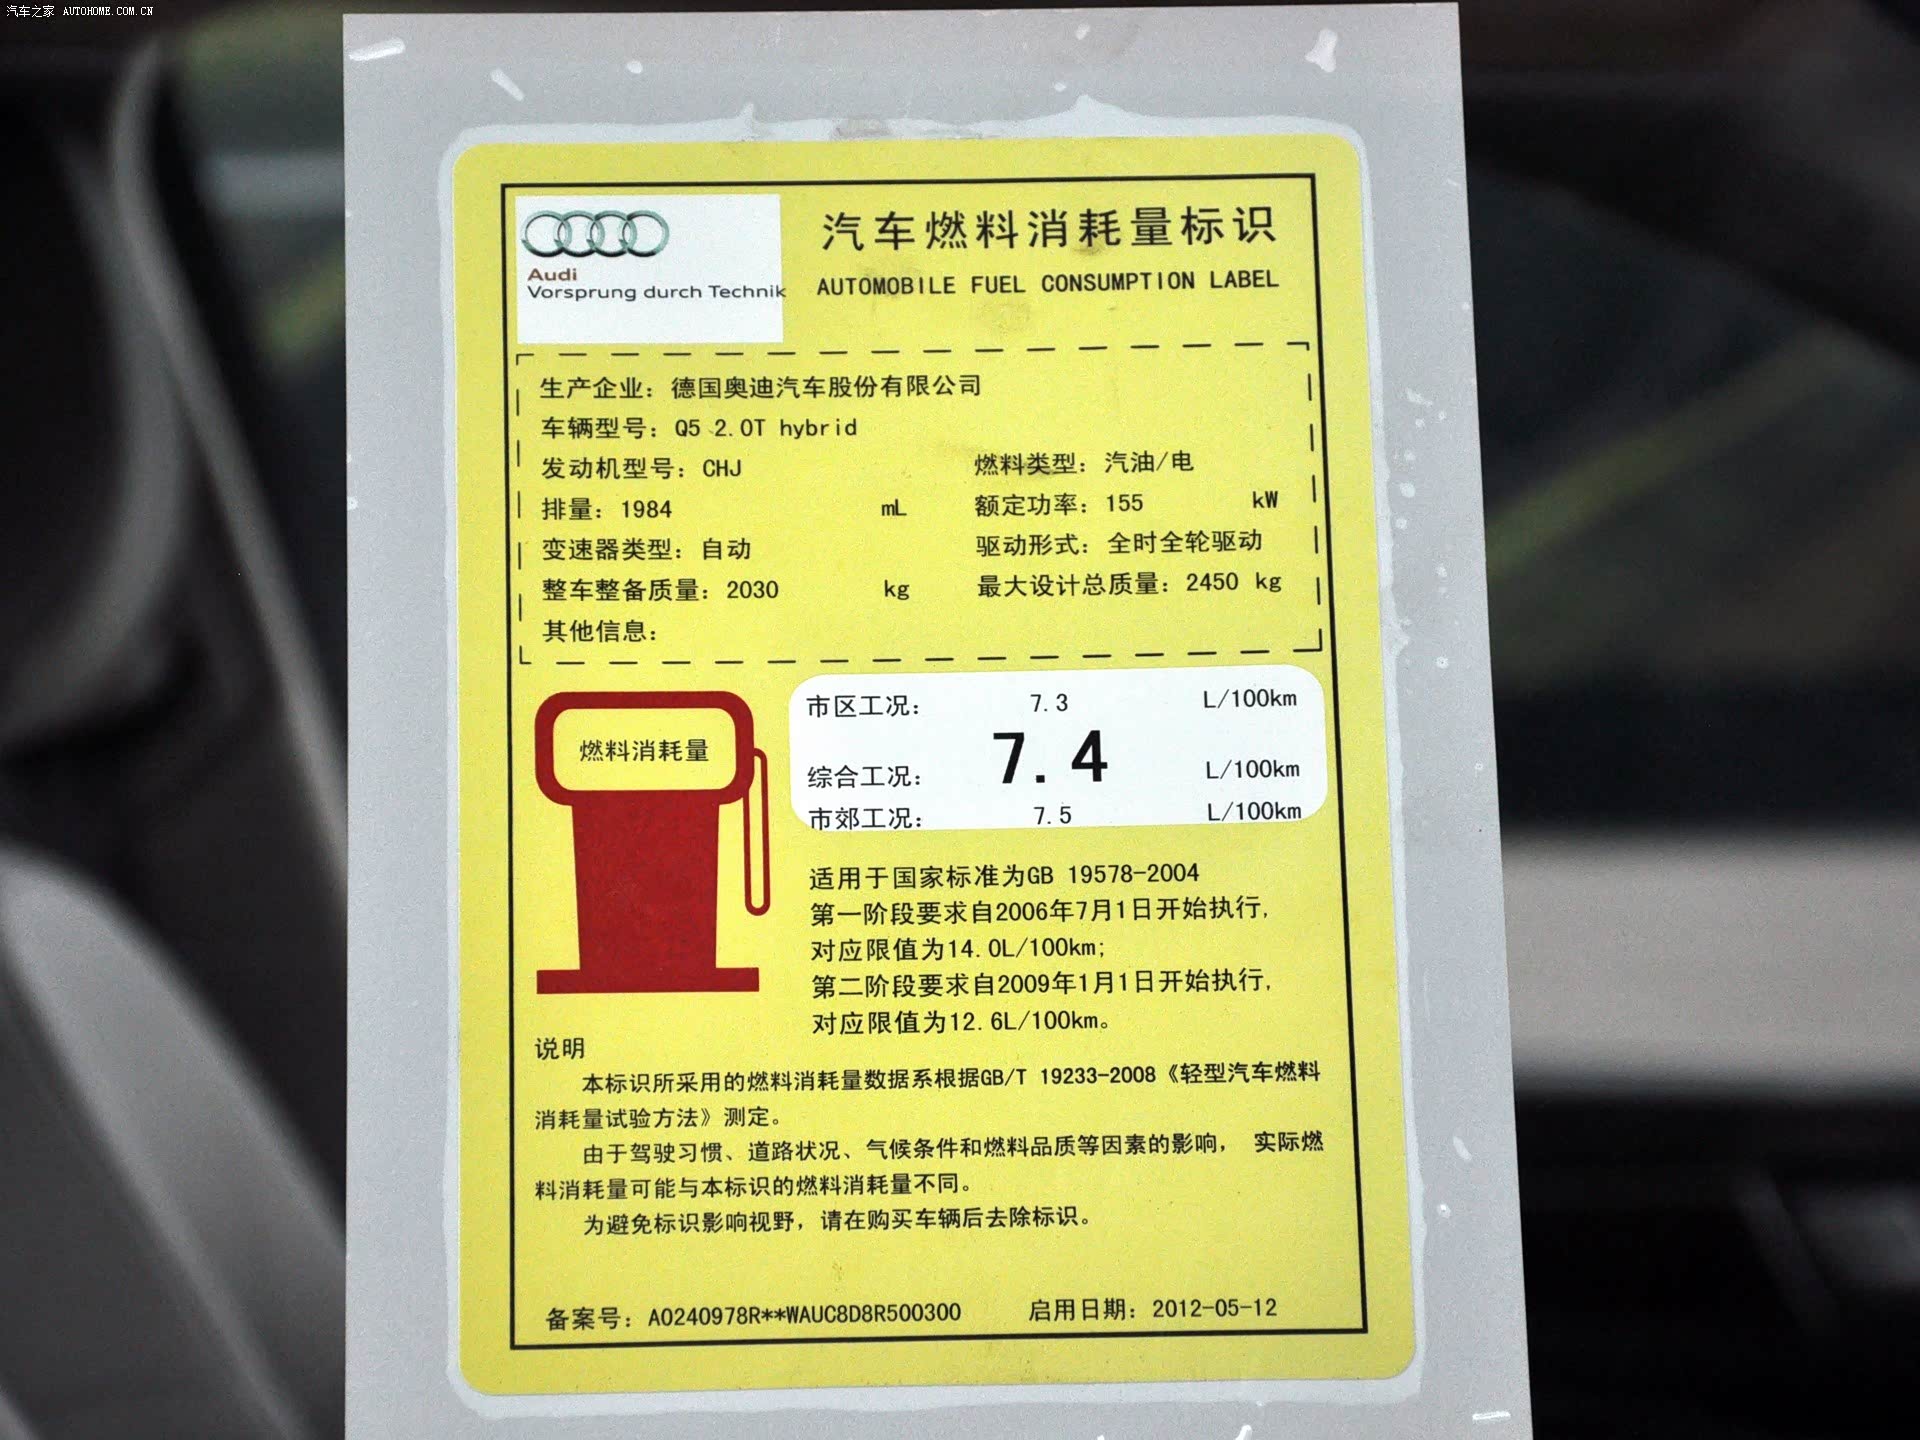 汽车之家 AUTOHOME.COM.CN
汽车燃料消耗量标识
Audi
Vorsprung durch Technik
AUTOMOBILE FUEL CONSUMPTION LABEL
生产企业：德国奥迪汽车股份有限公司
车辆型号：Q5 2.0T hybrid
发动机型号：CHJ 燃料类型：汽油/电
排量：1984 mL 额定功率：155 kW
变速器类型：自动 驱动形式：全时全轮驱动
整车整备质量：2030 kg 最大设计总质量：2450 kg
其他信息：
燃料消耗量
市区工况： 7.3 L/100km
综合工况： 7.4 L/100km
市郊工况： 7.5 L/100km
适用于国家标准为GB 19578-2004
第一阶段要求自2006年7月1日开始执行,
对应限值为14.0L/100km;
第二阶段要求自2009年1月1日开始执行,
对应限值为12.6L/100km。
说明
本标识所采用的燃料消耗量数据系根据GB/T 19233-2008《轻型汽车燃料
消耗量试验方法》测定。
由于驾驶习惯、道路状况、气候条件和燃料品质等因素的影响， 实际燃
料消耗量可能与本标识的燃料消耗量不同。
为避免标识影响视野，请在购买车辆后去除标识。
备案号：A0240978R**WAUC8D8R500300 启用日期：2012-05-12